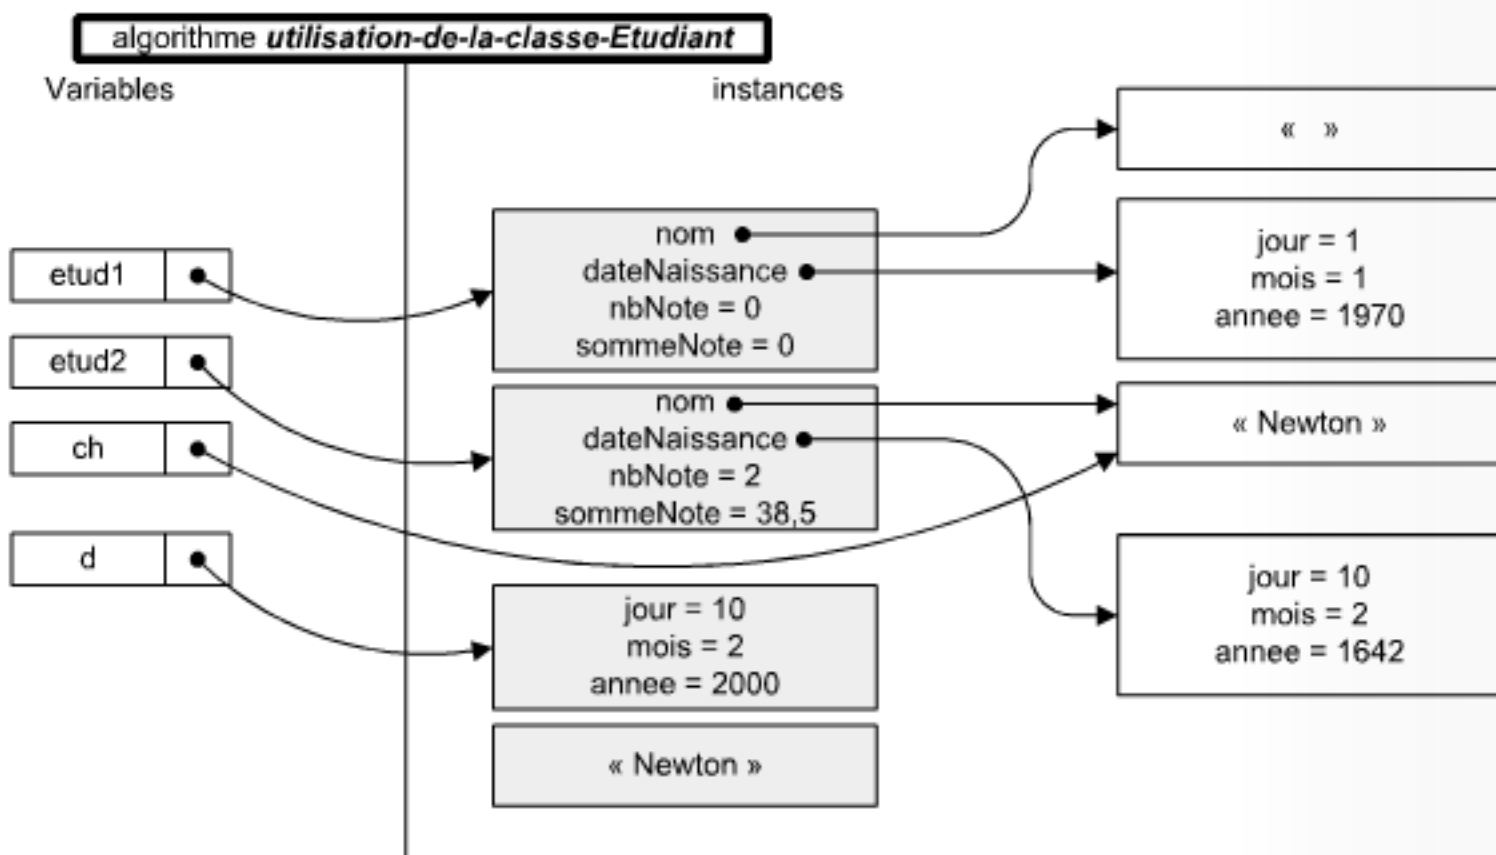 algorithme utilisation-de-la-classe-Etudiant
Variables
instances
etud1
etud2
ch
d
nom
dateNaissance
nbNote = 0
sommeNote = 0
nom
dateNaissance
nbNote = 2
sommeNote = 38,5
jour = 10
mois = 2
annee = 2000
« Newton »
« »
jour = 1
mois = 1
annee = 1970
« Newton »
jour = 10
mois = 2
annee = 1642